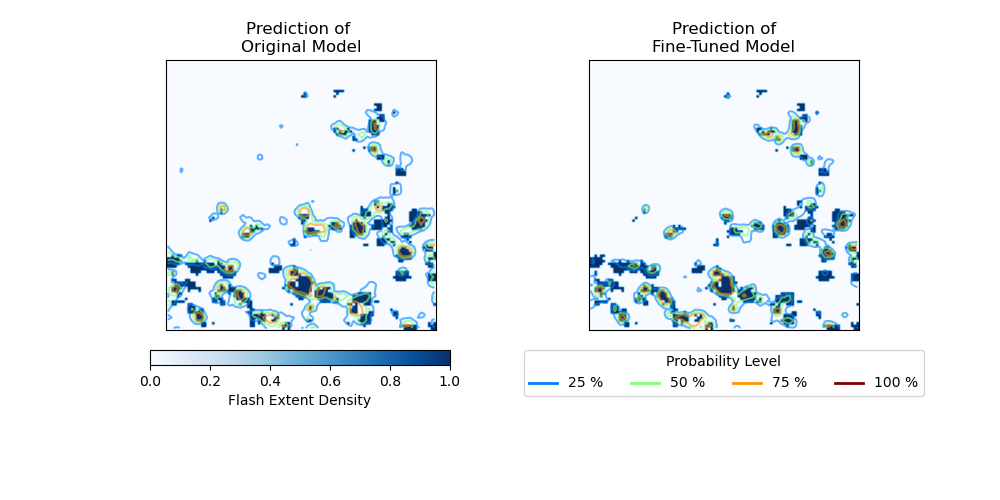 Prediction of
Original Model
Prediction of
Fine-Tuned Model
0.0 0.2 0.4 0.6 0.8 1.0
Flash Extent Density
Probability Level
25 % 50 % 75 % 100 %